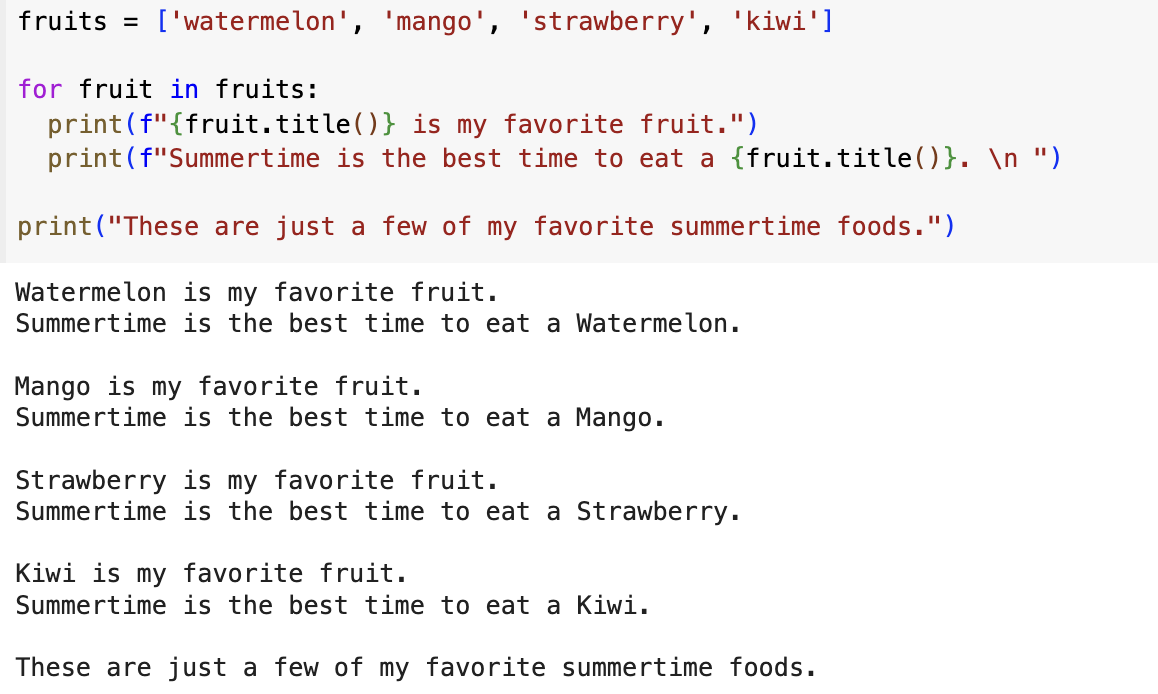 fruits = ['watermelon', 'mango', 'strawberry', 'kiwi']
for fruit in fruits:
  print(f"{fruit.title()} is my favorite fruit.")
  print(f"Summertime is the best time to eat a {fruit.title()}. \n ")
print("These are just a few of my favorite summertime foods.")
Watermelon is my favorite fruit.
Summertime is the best time to eat a Watermelon.
Mango is my favorite fruit.
Summertime is the best time to eat a Mango.
Strawberry is my favorite fruit.
Summertime is the best time to eat a Strawberry.
Kiwi is my favorite fruit.
Summertime is the best time to eat a Kiwi.
These are just a few of my favorite summertime foods.